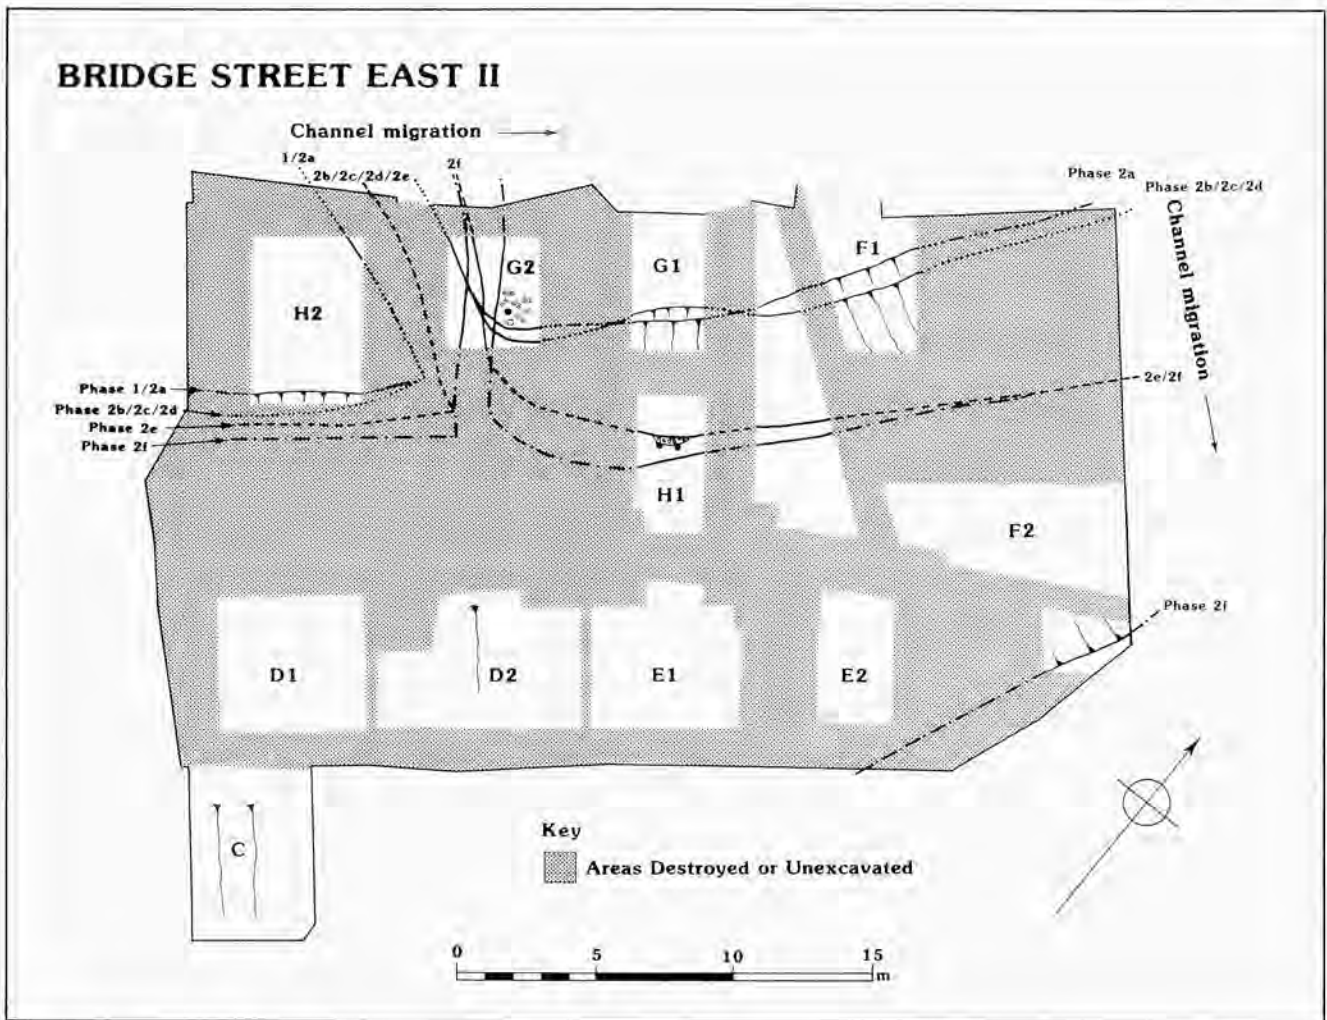 BRIDGE STREET EAST II
Channel migration
1/2a
2b/2c/2d/2e
2f
Phase 2a
Phase 2b/2c/2d
Channel migration
F1
G2
G1
H2
Phase 1/2a
Phase 2b/2c/2d
Phase 2e
Phase 2f
2e/2f
H1
F2
Phase 2f
D1
D2
E1
E2
C
Key
Areas Destroyed or Unexcavated
0 5 10 15
m